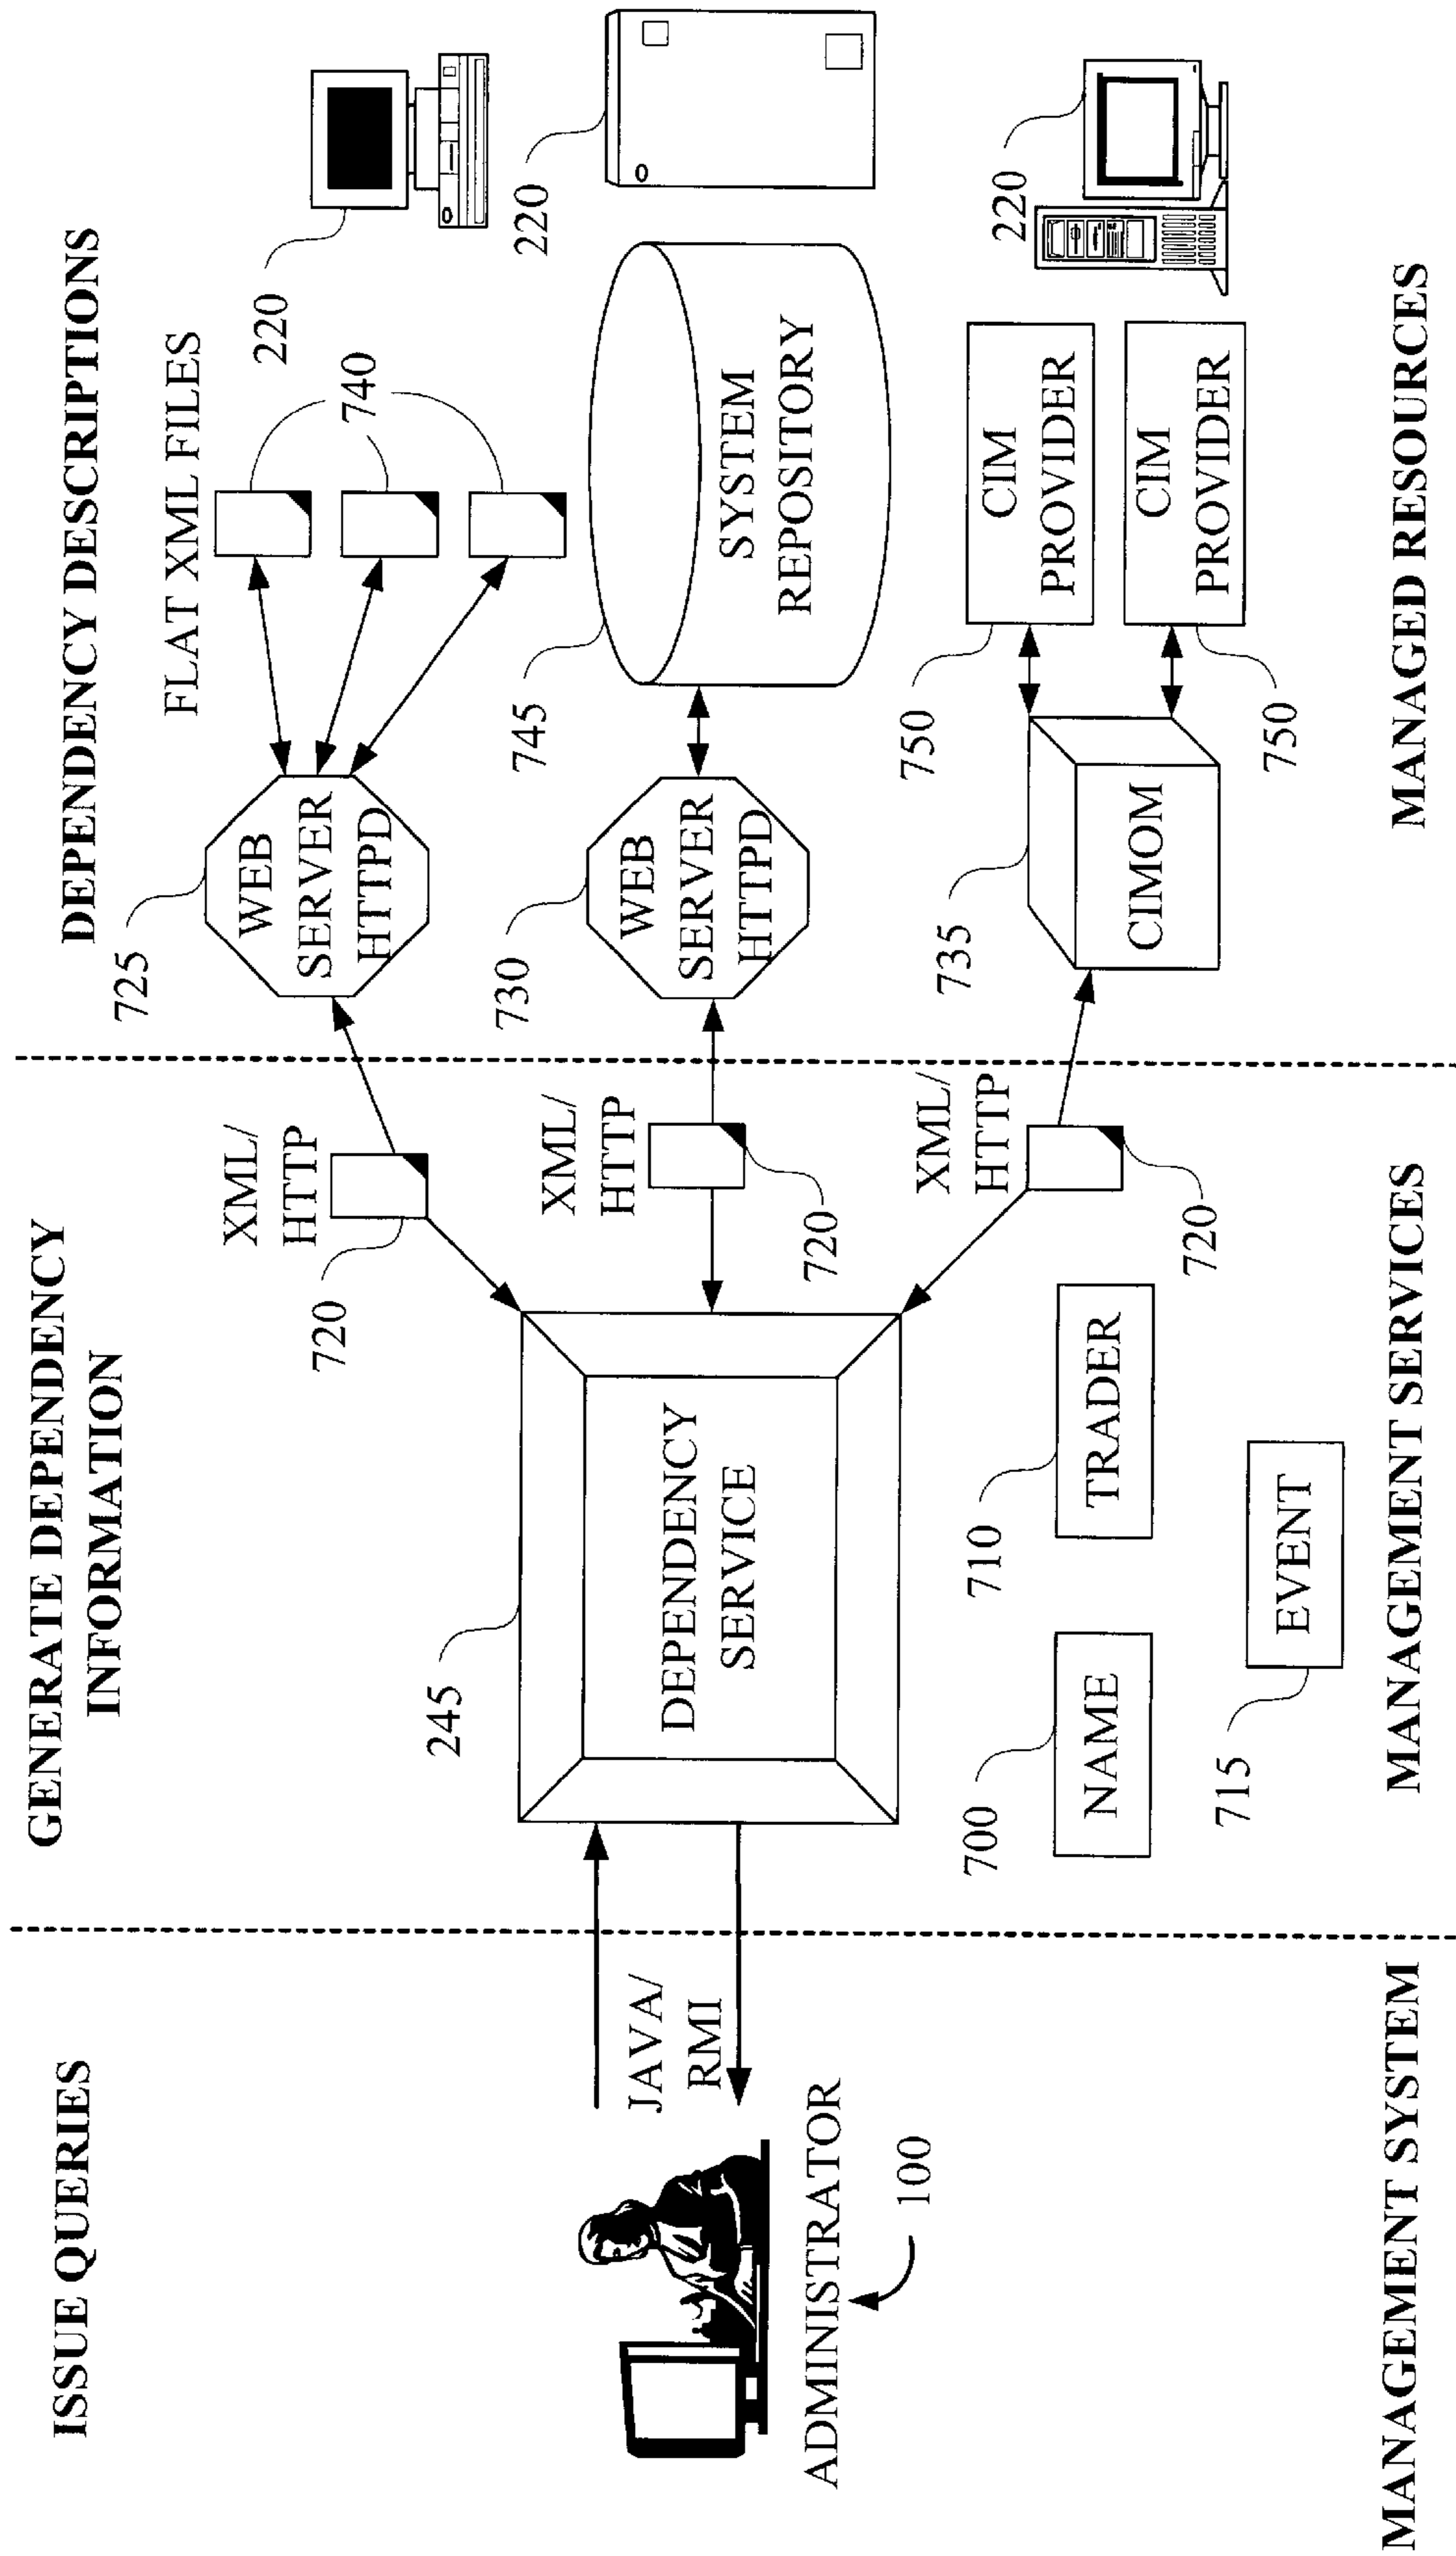 ISSUE QUERIES
GENERATE DEPENDENCY
INFORMATION
DEPENDENCY DESCRIPTIONS
JAVA/
RMI
ADMINISTRATOR
100
245
DEPENDENCY
SERVICE
700
NAME
710
TRADER
715
EVENT
XML/
HTTP
720
XML/
HTTP
720
XML/
HTTP
720
725
WEB
SERVER
HTTPD
FLAT XML FILES
740
220
730
WEB
SERVER
HTTPD
745
SYSTEM
REPOSITORY
220
735
CIMOM
750
CIM
PROVIDER
CIM
PROVIDER
750
220
MANAGEMENT SYSTEM
MANAGEMENT SERVICES
MANAGED RESOURCES